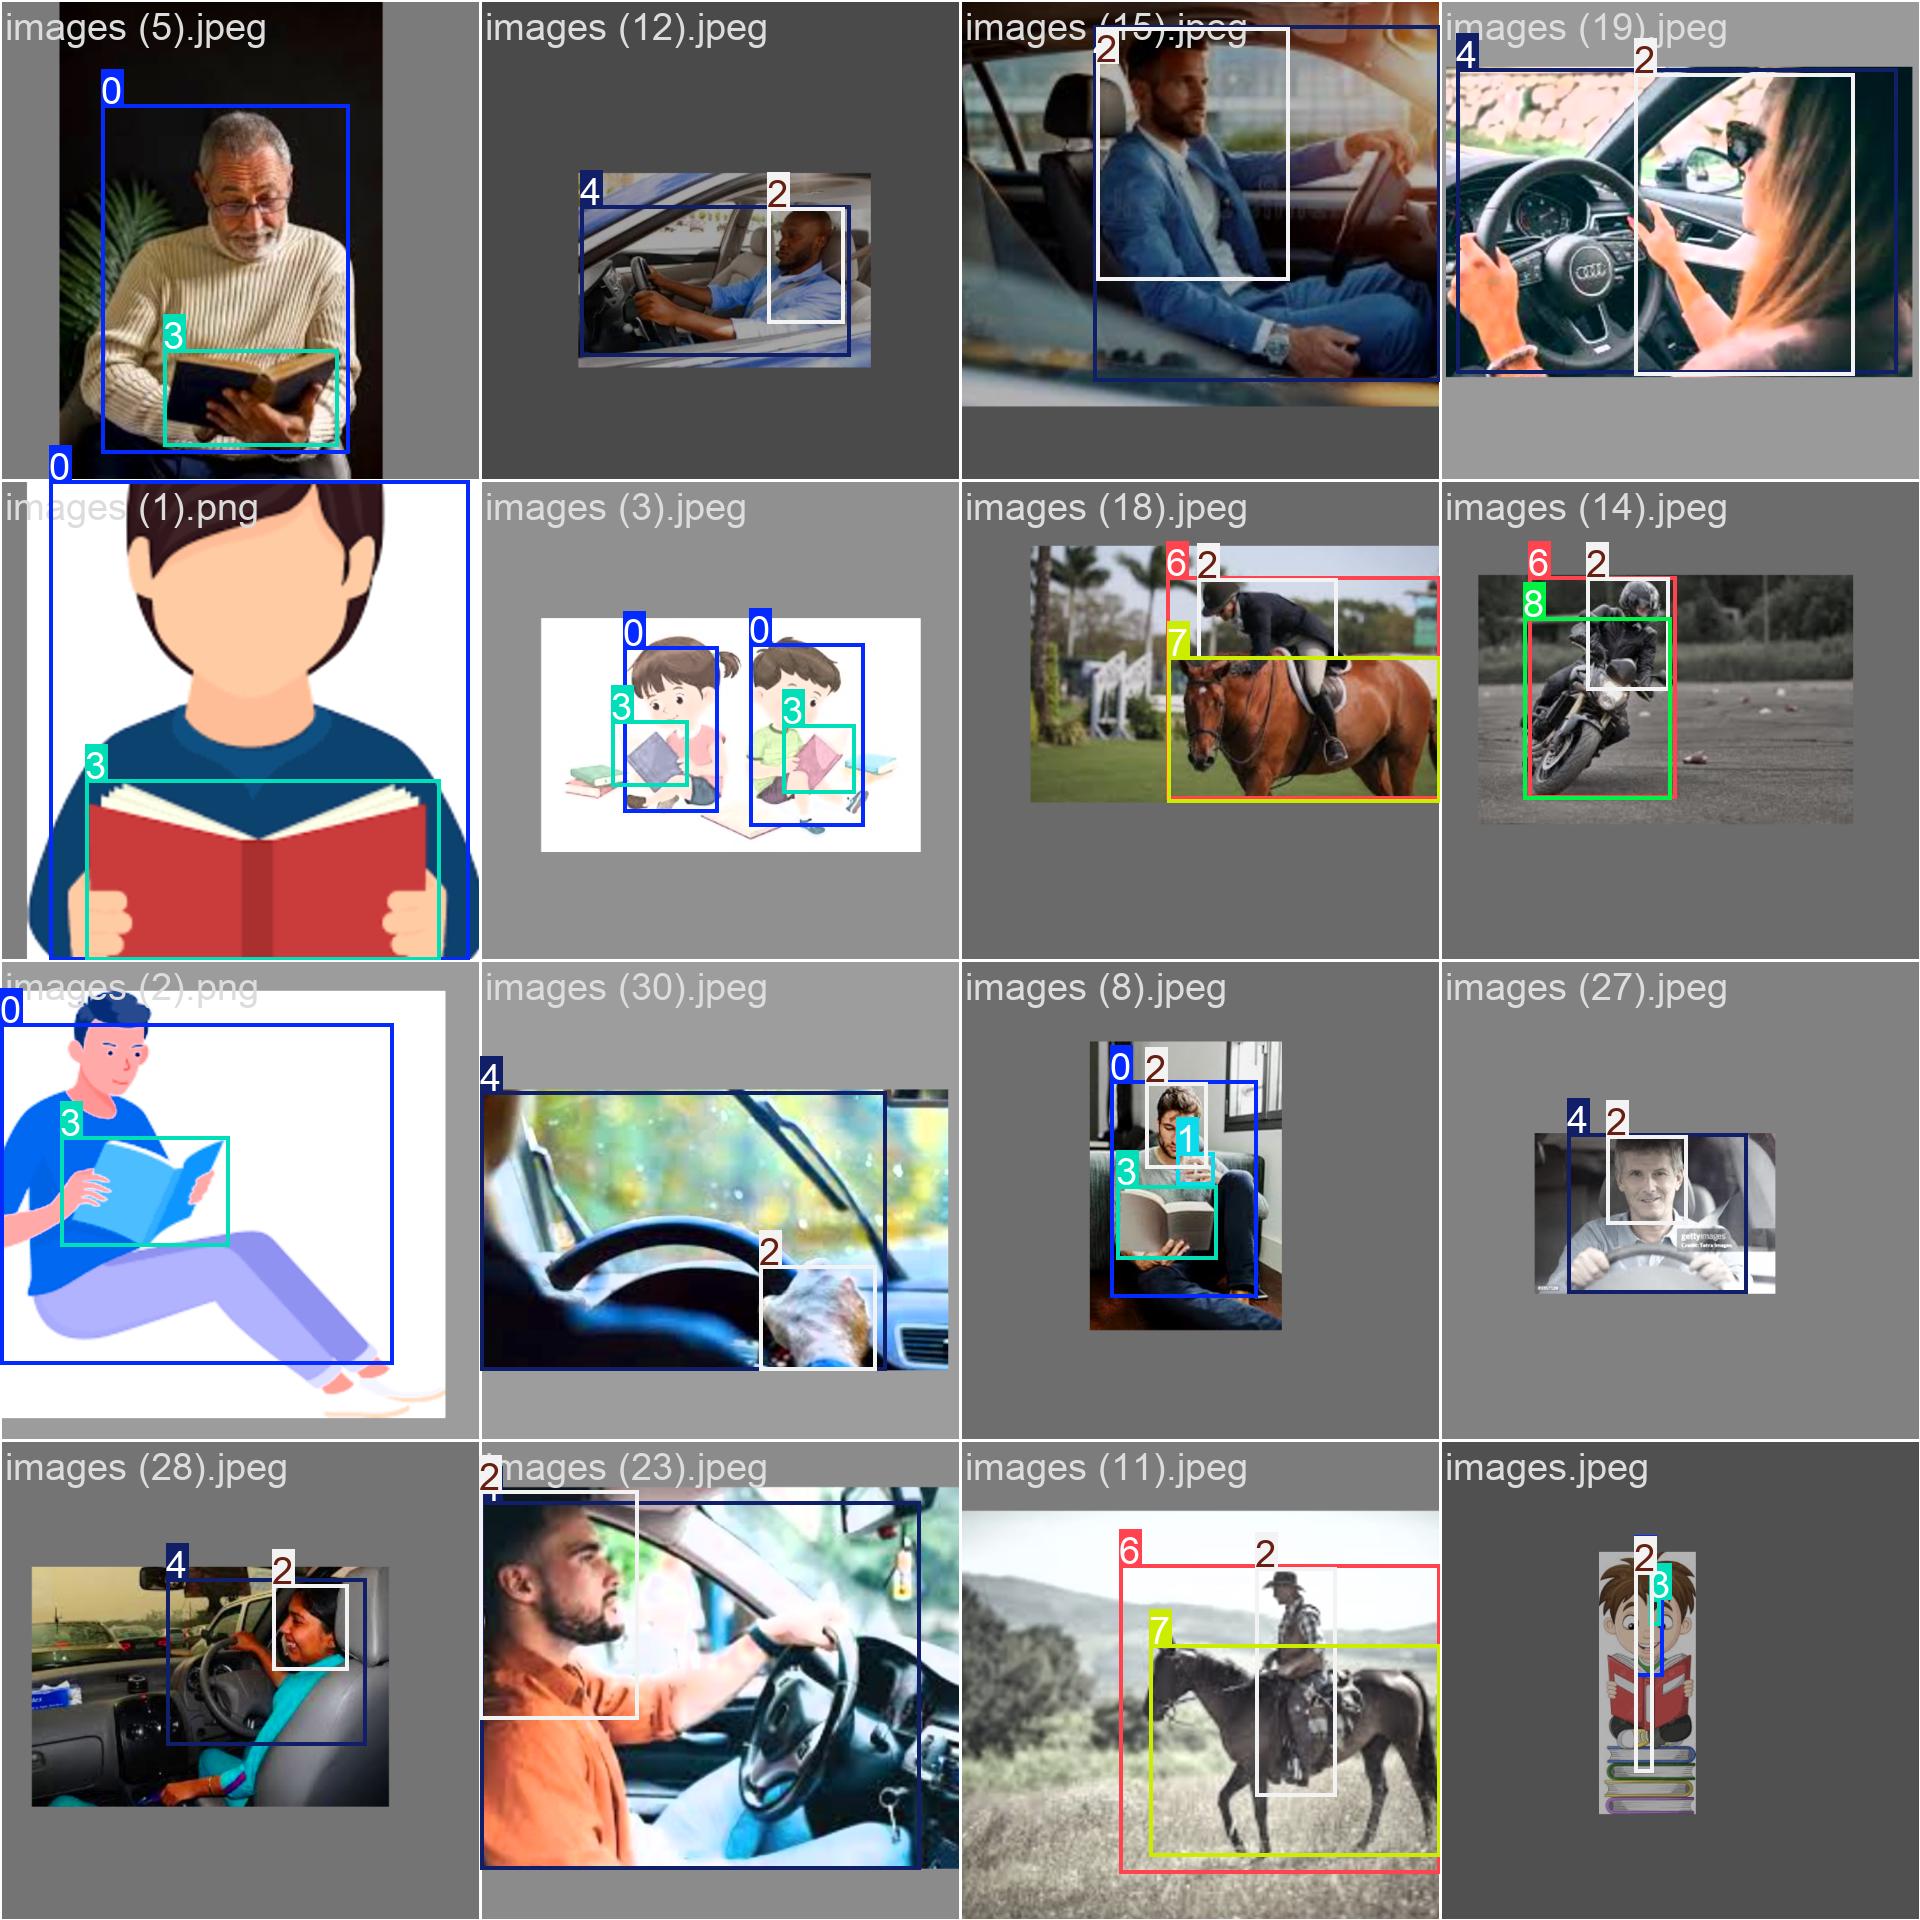 images (5).jpeg
images (12).jpeg
images (15).jpeg
images (19).jpeg
0
3
4
2
2
4
2
images (1).png
images (3).jpeg
images (18).jpeg
images (14).jpeg
0
3
0
0
3
3
6
2
7
6
2
8
images (2).png
images (30).jpeg
images (8).jpeg
images (27).jpeg
0
3
4
2
0
2
1
3
4
2
gettyimages
Credit: Tetra Images
images (28).jpeg
images (23).jpeg
images (11).jpeg
images.jpeg
4
2
2
6
2
7
2
3